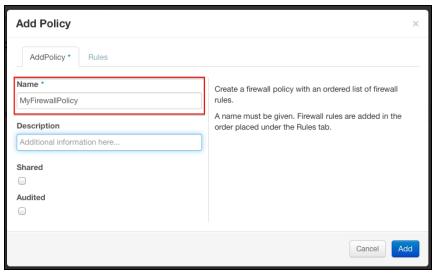 Add Policy
×
AddPolicy * Rules
Name *
MyFirewallPolicy
Description
Additional information here...
Shared
Audited
Create a firewall policy with an ordered list of firewall
rules.
A name must be given. Firewall rules are added in the
order placed under the Rules tab.
Cancel Add